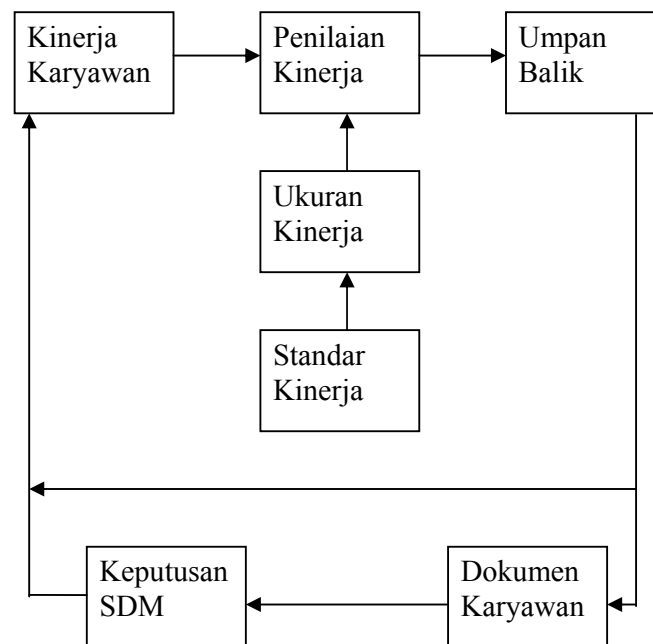 Kinerja
Karyawan
Penilaian
Kinerja
Umpan
Balik
Ukuran
Kinerja
Standar
Kinerja
Keputusan
SDM
Dokumen
Karyawan